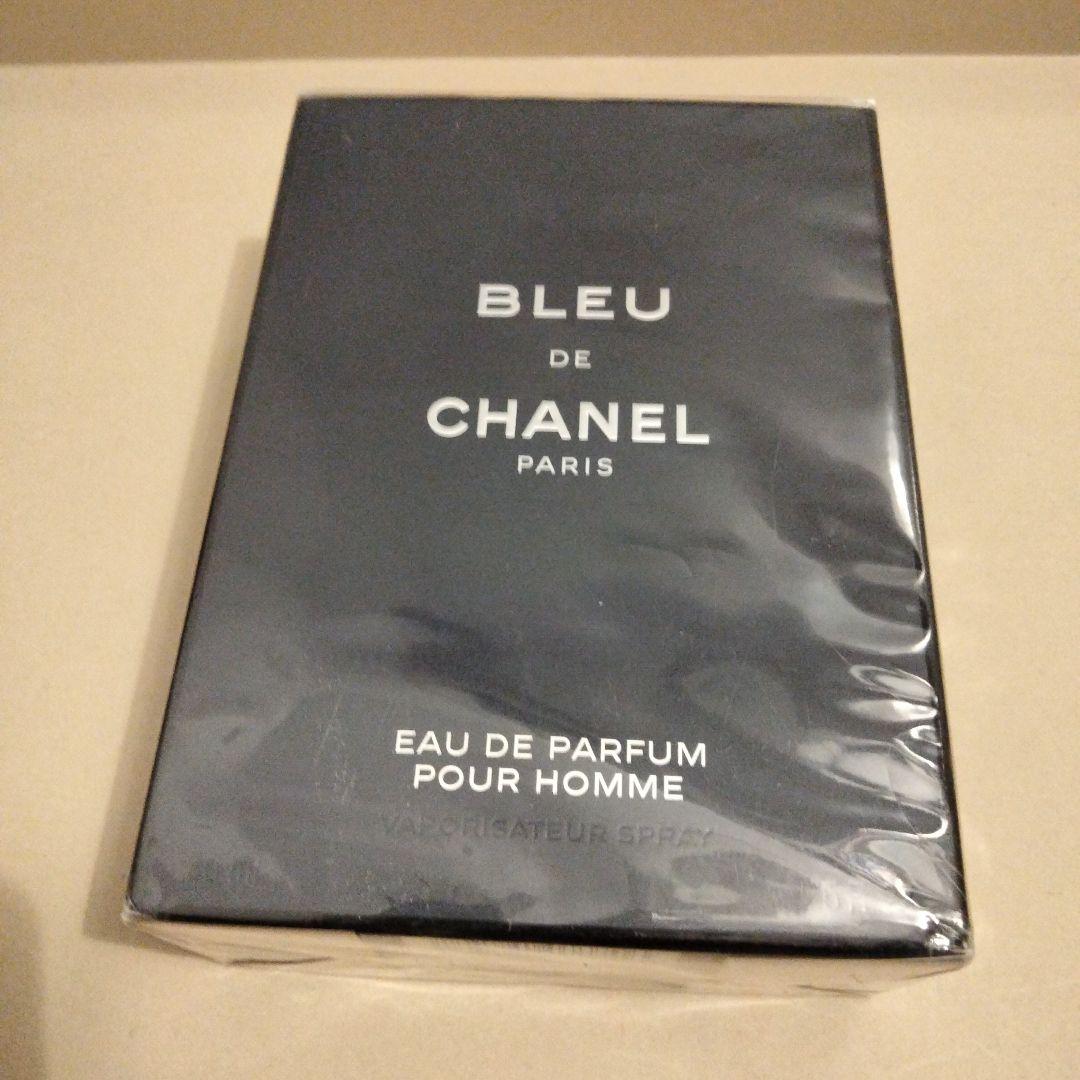 BLEU
DE
CHANEL
PARIS
EAU DE PARFUM
POUR HOMME
VAPORISATEUR SPRAY